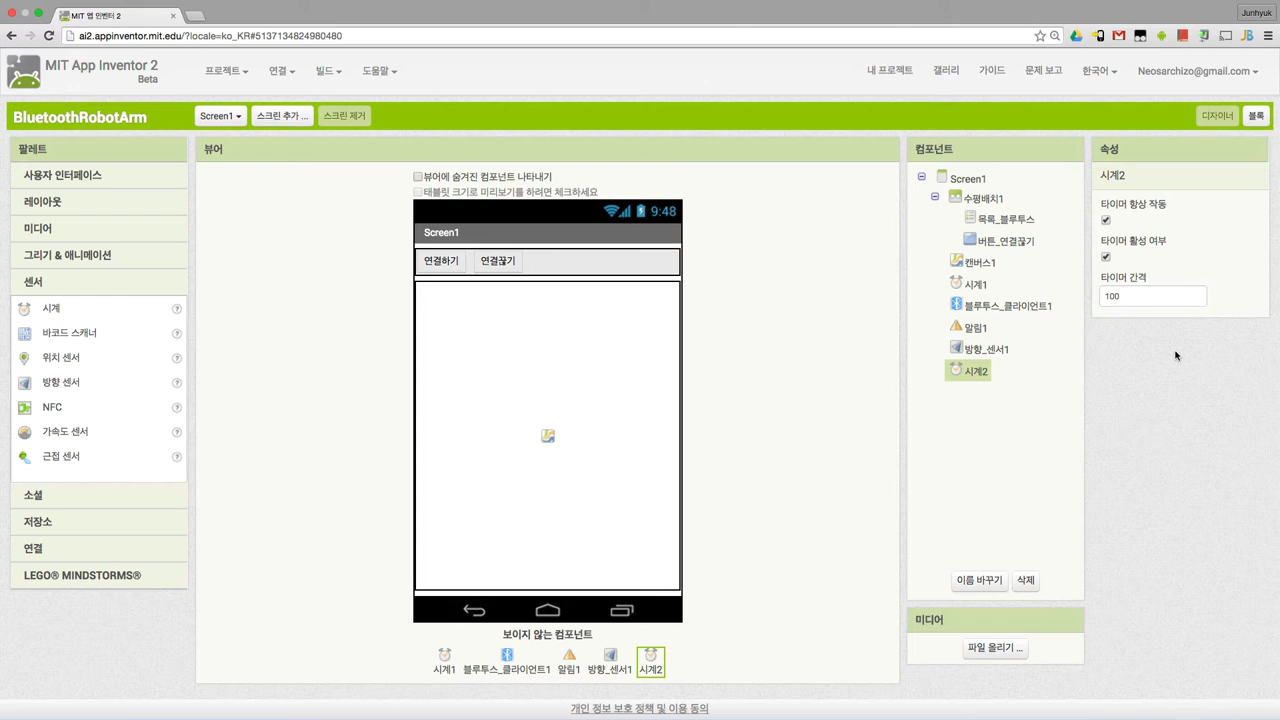 MIT 앱 인벤터 2
Junhyuk
ai2.appinventor.mit.edu/?locale=ko_KR#5137134824980480
MIT App Inventor 2
Beta
프로젝트 연결 빌드 도움말 내 프로젝트 갤러리 가이드 문제 보고 한국어 Neosarchizo@gmail.com
BluetoothRobotArm Screen1 스크린 추가 ... 스크린 제거 디자이너 블록
팔레트
사용자 인터페이스
레이아웃
미디어
그리기 & 애니메이션
센서
시계
바코드 스캐너
위치 센서
방향 센서
NFC
가속도 센서
근접 센서
소셜
저장소
연결
LEGO® MINDSTORMS®
뷰어
뷰어에 숨겨진 컴포넌트 나타내기
태블릿 크기로 미리보기를 하려면 체크하세요
9:48
Screen1
연결하기 연결끊기
보이지 않는 컴포넌트
시계1 블루투스_클라이언트1 알림1 방향_센서1 시계2
컴포넌트
Screen1
수평배치1
목록_블루투스
버튼_연결끊기
캔버스1
시계1
블루투스_클라이언트1
알림1
방향_센서1
시계2
이름 바꾸기 삭제
미디어
파일 올리기 ...
속성
시계2
타이머 항상 작동
타이머 활성 여부
타이머 간격
100
개인 정보 보호 정책 및 이용 동의